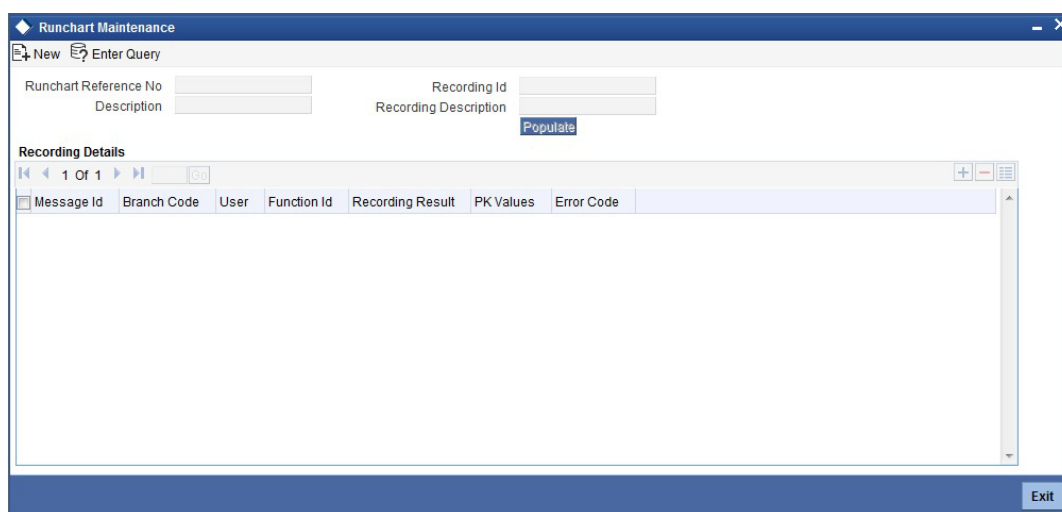 Runchart Maintenance
New Enter Query
Runchart Reference No Recording Id
Description Recording Description
Populate
Recording Details
1 Of 1 Go
Message Id Branch Code User Function Id Recording Result PK Values Error Code
Exit